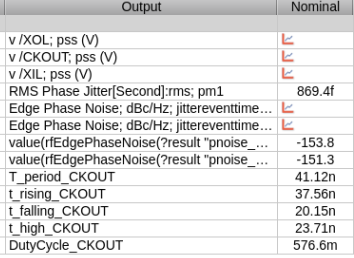 Output Nominal
v /XOL; pss (V)
v /CKOUT; pss (V)
v /XIL; pss (V)
RMS Phase Jitter[Second]:rms; pm1 869.4f
Edge Phase Noise; dBc/Hz; jittereventtime...
Edge Phase Noise; dBc/Hz; jittereventtime...
value(rfEdgePhaseNoise(?result "pnoise_... -153.8
value(rfEdgePhaseNoise(?result "pnoise_... -151.3
T_period_CKOUT 41.12n
t_rising_CKOUT 37.56n
t_falling_CKOUT 20.15n
t_high_CKOUT 23.71n
DutyCycle_CKOUT 576.6m